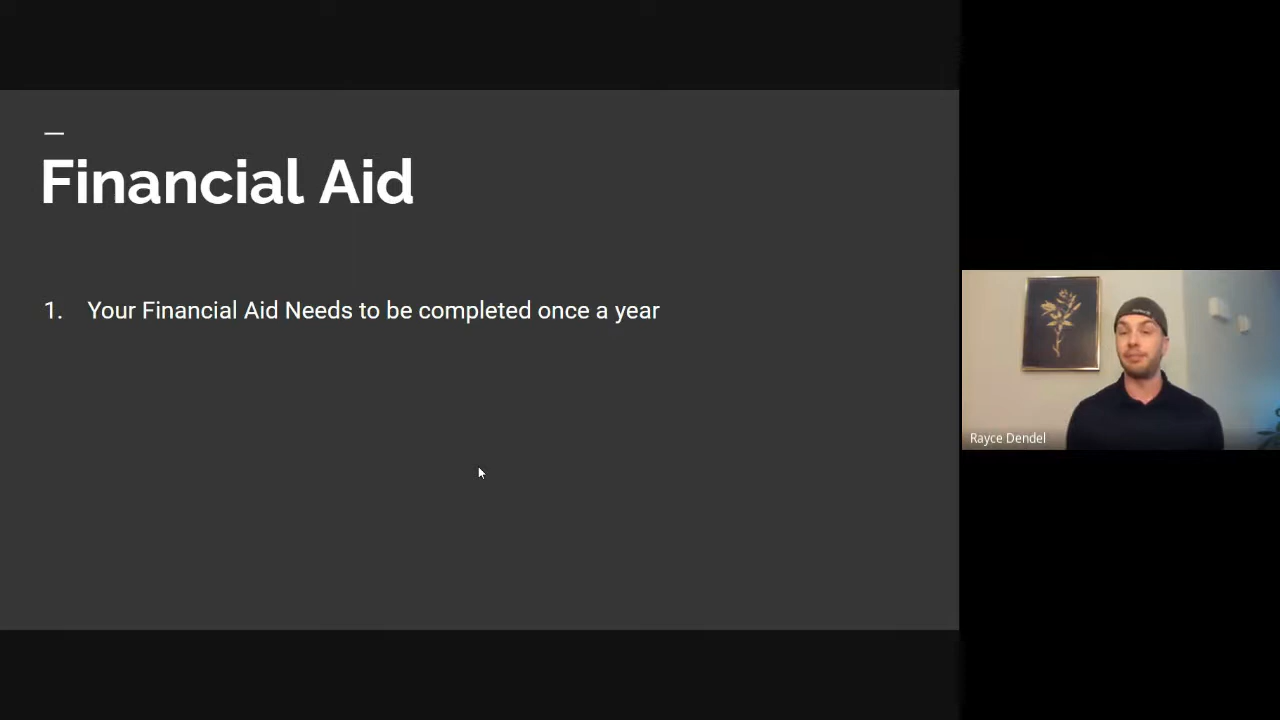 Financial Aid
1. Your Financial Aid Needs to be completed once a year
Rayce Dendel